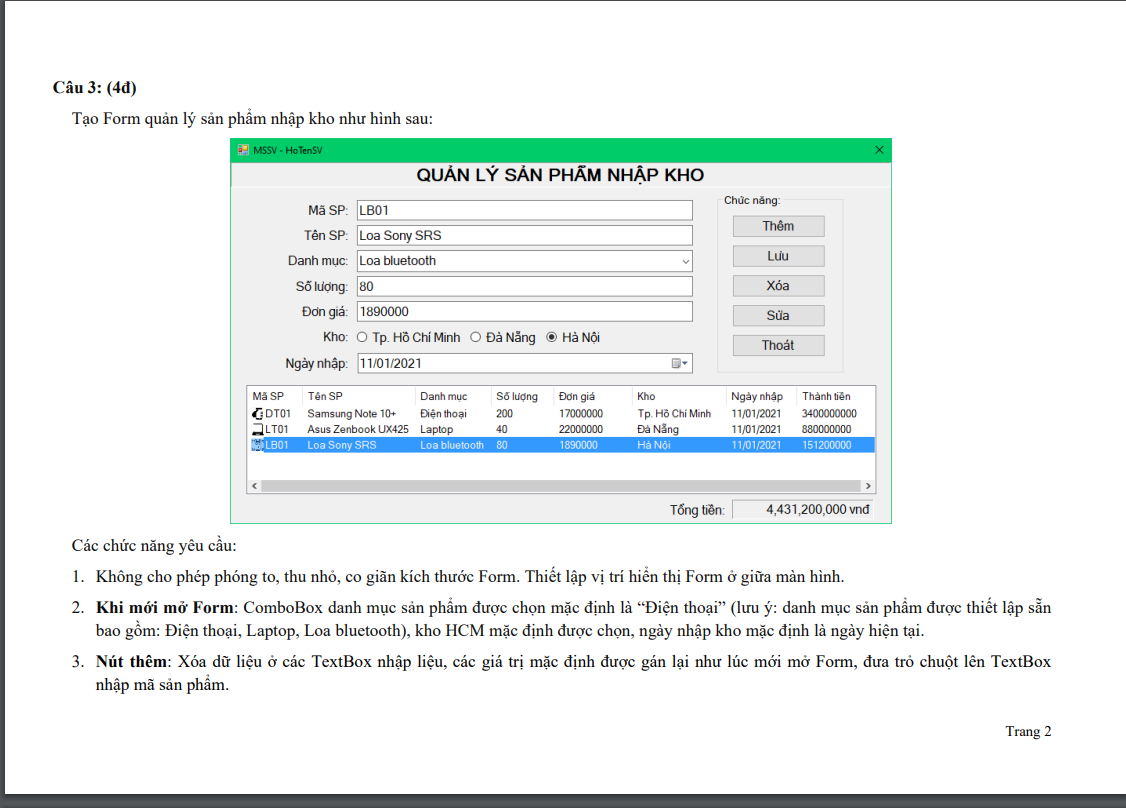 Câu 3: (4đ)
Tạo Form quản lý sản phẩm nhập kho như hình sau:
MSSV - HoTenSV
QUẢN LÝ SẢN PHẨM NHẬP KHO
Mã SP: LB01
Tên SP: Loa Sony SRS
Danh mục: Loa bluetooth
Số lượng: 80
Đơn giá: 1890000
Kho: Tp. Hồ Chí Minh Đà Nẵng Hà Nội
Ngày nhập: 11/01/2021
Chức năng:
Thêm
Lưu
Xóa
Sửa
Thoát
Mã SP Tên SP Danh mục Số lượng Đơn giá Kho Ngày nhập Thành tiền
DT01 Samsung Note 10+ Điện thoại 200 17000000 Tp. Hồ Chí Minh 11/01/2021 3400000000
LT01 Asus Zenbook UX425 Laptop 40 22000000 Đà Nẵng 11/01/2021 880000000
LB01 Loa Sony SRS Loa bluetooth 80 1890000 Hà Nội 11/01/2021 151200000
Tổng tiền: 4,431,200,000 vnđ
Các chức năng yêu cầu:
1. Không cho phép phóng to, thu nhỏ, co giãn kích thước Form. Thiết lập vị trí hiển thị Form ở giữa màn hình.
2. Khi mới mở Form: ComboBox danh mục sản phẩm được chọn mặc định là “Điện thoại” (lưu ý: danh mục sản phẩm được thiết lập sẵn
bao gồm: Điện thoại, Laptop, Loa bluetooth), kho HCM mặc định được chọn, ngày nhập kho mặc định là ngày hiện tại.
3. Nút thêm: Xóa dữ liệu ở các TextBox nhập liệu, các giá trị mặc định được gán lại như lúc mới mở Form, đưa trỏ chuột lên TextBox
nhập mã sản phẩm.
Trang 2